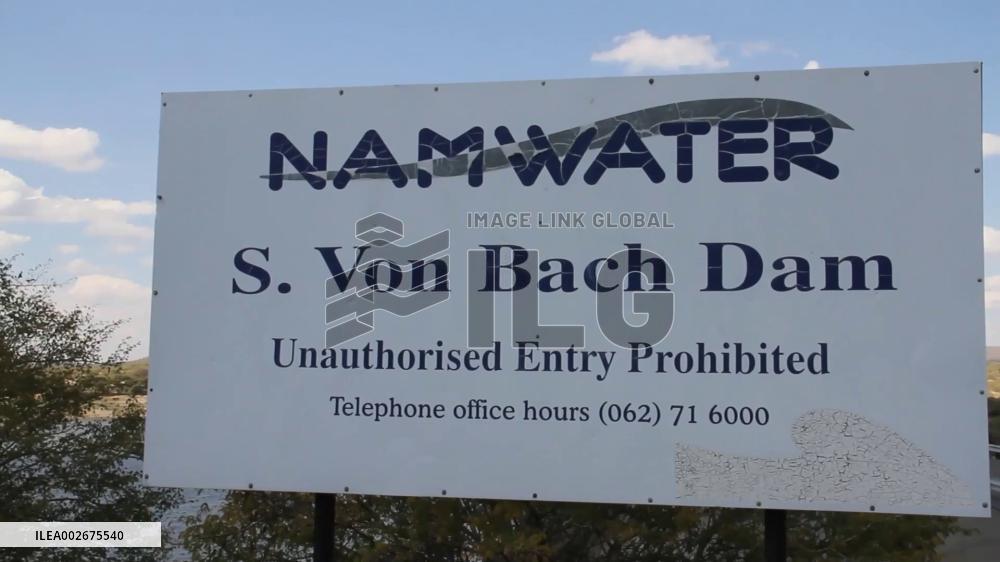 NAMWATER
IMAGE LINK GLOBAL
S. Von Bach Dam
ILG
Unauthorised Entry Prohibited
Telephone office hours (062) 71 6000
ILEA002675540